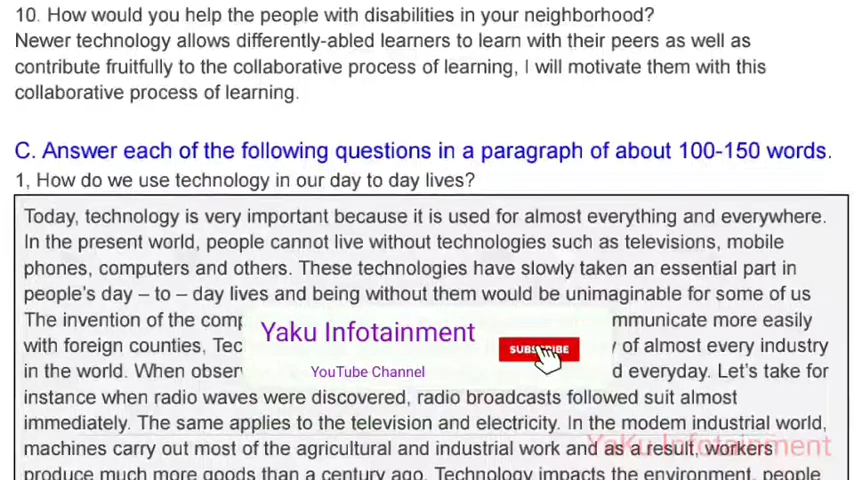 10. How would you help the people with disabilities in your neighborhood?
Newer technology allows differently-abled learners to learn with their peers as well as
contribute fruitfully to the collaborative process of learning, I will motivate them with this
collaborative process of learning.
C. Answer each of the following questions in a paragraph of about 100-150 words.
1, How do we use technology in our day to day lives?
Today, technology is very important because it is used for almost everything and everywhere.
In the present world, people cannot live without technologies such as televisions, mobile
phones, computers and others. These technologies have slowly taken an essential part in
people's day – to – day lives and being without them would be unimaginable for some of us
The invention of the
Yaku Infotainment
more easily
with foreign counties,
SUBSCRIBE
of almost every industry
in the world. When
YouTube Channel
everyday. Let's take for
instance when radio waves were discovered, radio broadcasts followed suit almost
immediately. The same applies to the television and electricity. In the modem industrial world,
YaKu Infotainment
machines carry out most of the agricultural and industrial work and as a result, workers
produce much more goods than a century ago. Technology impacts the environment, people